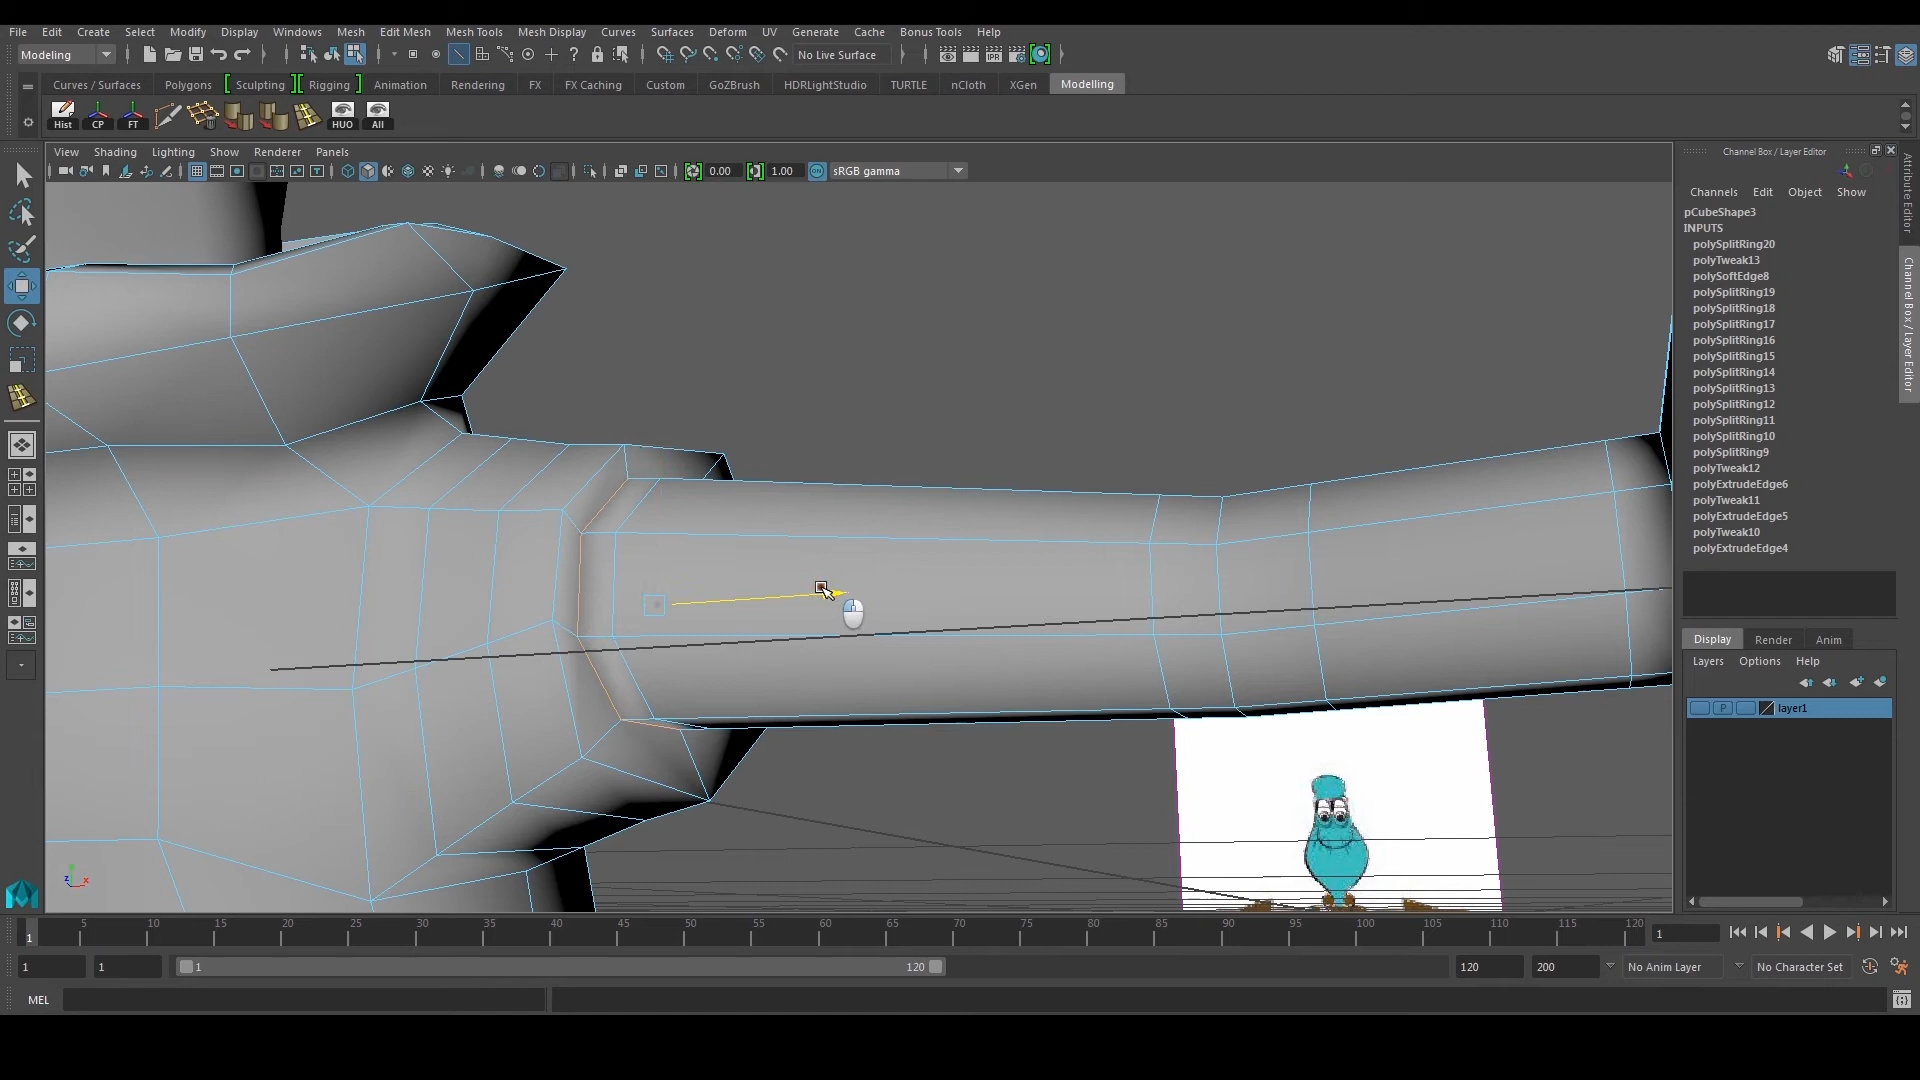 File Edit Create Select Modify Display Windows Mesh Edit Mesh Mesh Tools Mesh Display Curves Surfaces Deform UV Generate Cache Bonus Tools Help
Modeling No Live Surface
Curves / Surfaces Polygons Sculpting Rigging Animation Rendering FX FX Caching Custom GoZBrush HDRLightStudio TURTLE nCloth XGen Modelling
Hist CP FT HUO All
View Shading Lighting Show Renderer Panels
0.00 1.00 sRGB gamma
Channel Box / Layer Editor
Channels Edit Object Show
pCubeShape3
INPUTS
polySplitRing20
polyTweak13
polySoftEdge8
polySplitRing19
polySplitRing18
polySplitRing17
polySplitRing16
polySplitRing15
polySplitRing14
polySplitRing13
polySplitRing12
polySplitRing11
polySplitRing10
polySplitRing9
polyTweak12
polyExtrudeEdge6
polyTweak11
polyExtrudeEdge5
polyTweak10
polyExtrudeEdge4
Attribute Editor
Channel Box / Layer Editor
Display Render Anim
Layers Options Help
P layer1
z x
1 5 10 15 20 25 30 35 40 45 50 55 60 65 70 75 80 85 90 95 100 105 110 115 120 1
1 1 1 120 120 200 No Anim Layer No Character Set
MEL